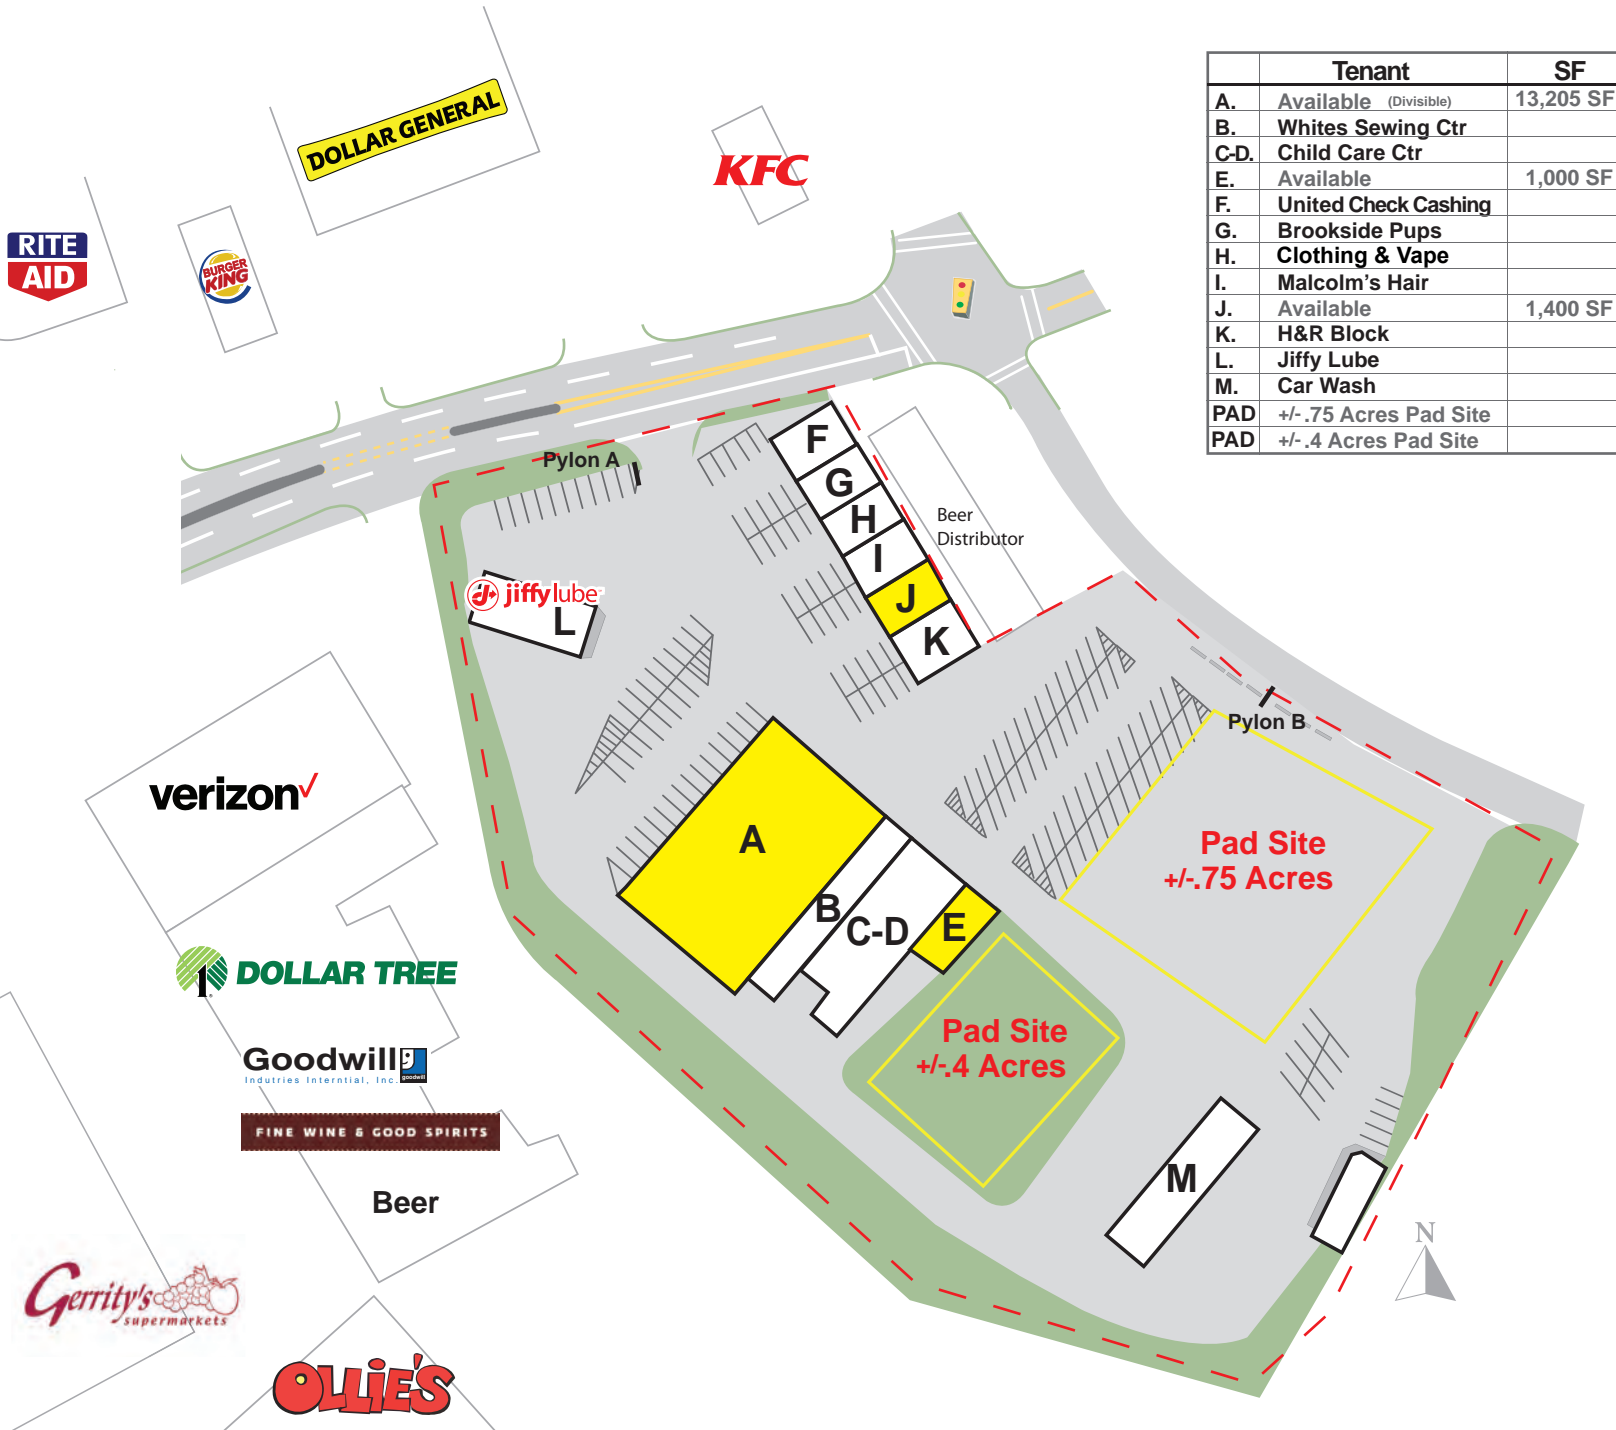 Tenant SF
A. Available (Divisible) 13,205 SF
B. Whites Sewing Ctr
C-D. Child Care Ctr
E. Available 1,000 SF
F. United Check Cashing
G. Brookside Pups
H. Clothing & Vape
I. Malcolm's Hair
J. Available 1,400 SF
K. H&R Block
L. Jiffy Lube
M. Car Wash
PAD +/- .75 Acres Pad Site
PAD +/- .4 Acres Pad Site
DOLLAR GENERAL
KFC
RITE
AID
BURGER
KING
Pylon A
F
G
H
I
J
K
Beer
Distributor
jiffylube
L
Pylon B
verizon
A
B
C-D
E
Pad Site
+/-.75 Acres
DOLLAR TREE
Pad Site
+/-.4 Acres
Goodwill
goodwill
Indutries Interntial, Inc.
FINE WINE & GOOD SPIRITS
Beer
M
N
Gerrity's
supermarkets
OLLiE'S